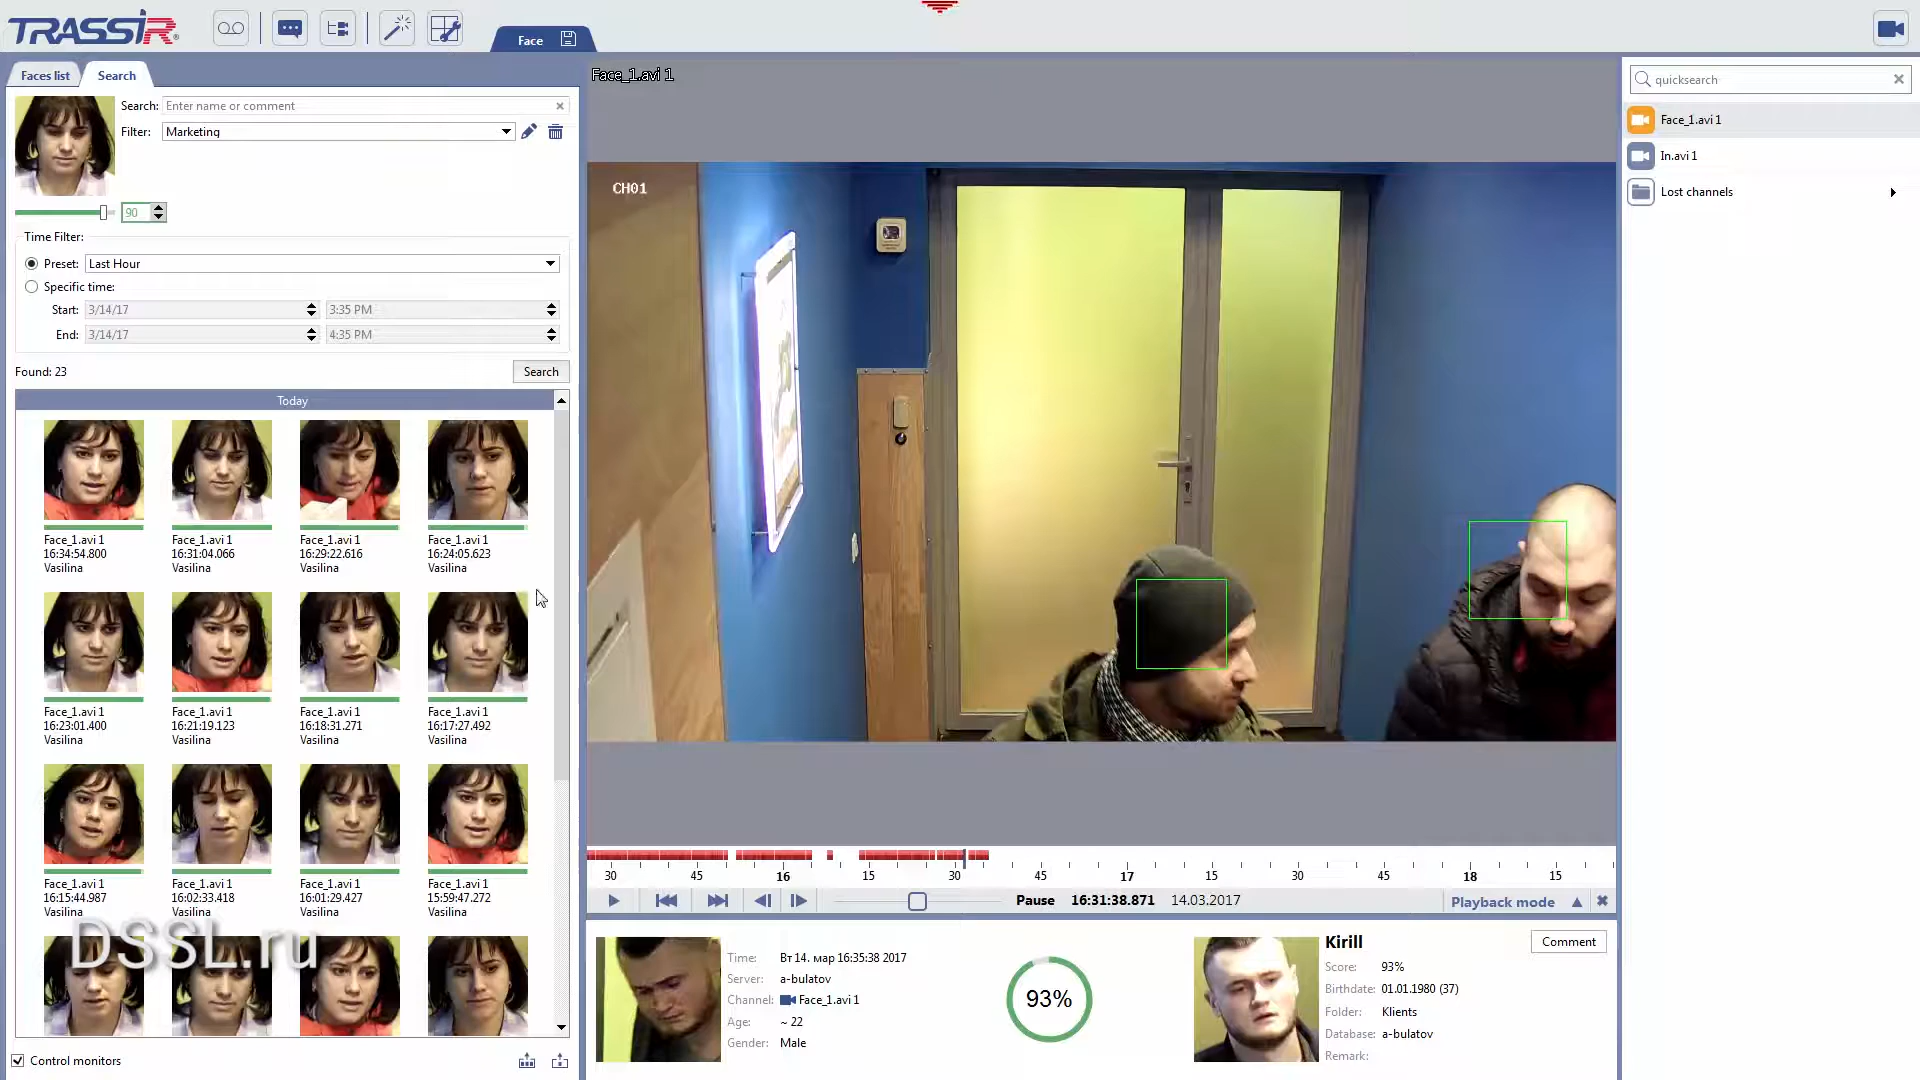 TRASSIR
Face
Faces list
Search
Search: Enter name or comment
Filter: Marketing
90
Time Filter:
Preset: Last Hour
Specific time:
Start: 3/14/17 3:35 PM
End: 3/14/17 4:35 PM
Found: 23
Search
Today
Face_1.avi 1 Face_1.avi 1 Face_1.avi 1 Face_1.avi 1
16:34:54.800 16:31:04.066 16:29:22.616 16:24:05.623
Vasilina Vasilina Vasilina Vasilina
Face_1.avi 1 Face_1.avi 1 Face_1.avi 1 Face_1.avi 1
16:23:01.400 16:21:19.123 16:18:31.271 16:17:27.492
Vasilina Vasilina Vasilina Vasilina
Face_1.avi 1 Face_1.avi 1 Face_1.avi 1 Face_1.avi 1
16:15:44.987 16:02:33.418 16:01:29.427 15:59:47.272
Vasilina Vasilina Vasilina Vasilina
DSSL.ru
Control monitors
Face_1.avi 1
CH01
30 45 16 15 30 45 17 15 30 45 18 15
Pause 16:31:38.871 14.03.2017
Playback mode
Time: Вт 14. мар 16:35:38 2017
Server: a-bulatov
Channel: Face_1.avi 1
Age: ~ 22
Gender: Male
93%
Kirill
Comment
Score: 93%
Birthdate: 01.01.1980 (37)
Folder: Klients
Database: a-bulatov
Remark:
quicksearch
Face_1.avi 1
In.avi 1
Lost channels